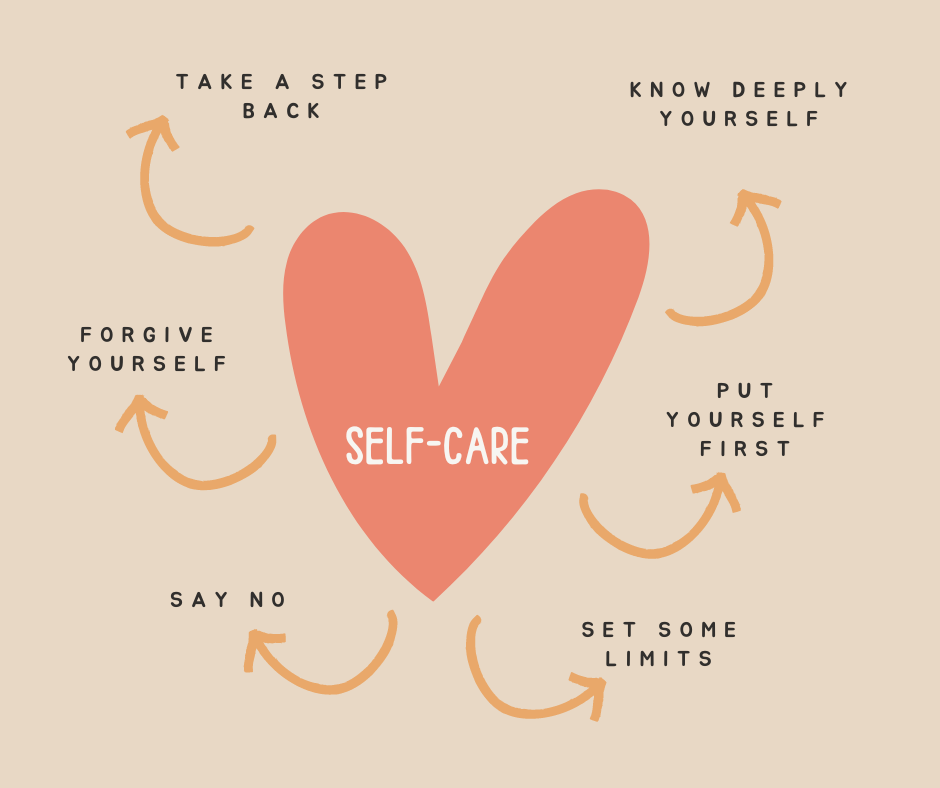 TAKE A STEP
BACK
KNOW DEEPLY
YOURSELF
FORGIVE
YOURSELF
PUT
YOURSELF
FIRST
SELF-CARE
SAY NO
SET SOME
LIMITS